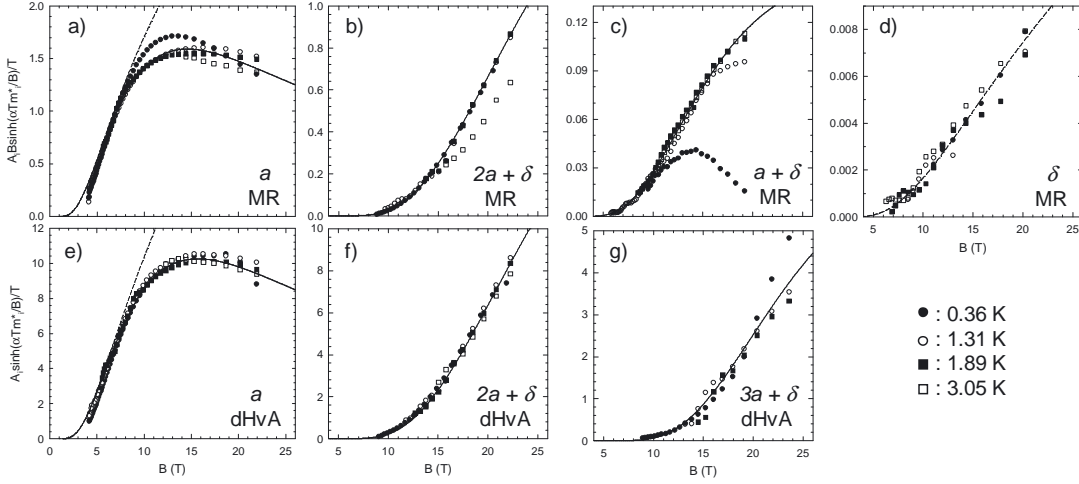 a)
b)
c)
d)
A_i Bsinh(αTm*_i/B)/T
2.0
1.5
1.0
0.5
0.0
a
MR
1.0
0.8
0.6
0.4
0.2
0.0
2a + δ
MR
0.12
0.09
0.06
0.03
0.00
a + δ
MR
0.008
0.006
0.004
0.002
0.000
δ
MR
5 10 15 20 25
B (T)
e)
f)
g)
A_i sinh(αTm*_i/B)/T
12
10
8
6
4
2
0
a
dHvA
10
8
6
4
2
0
2a + δ
dHvA
5
4
3
2
1
0
3a + δ
dHvA
0 5 10 15 20 25
B (T)
5 10 15 20 25
B (T)
5 10 15 20 25
B (T)
: 0.36 K
: 1.31 K
: 1.89 K
: 3.05 K